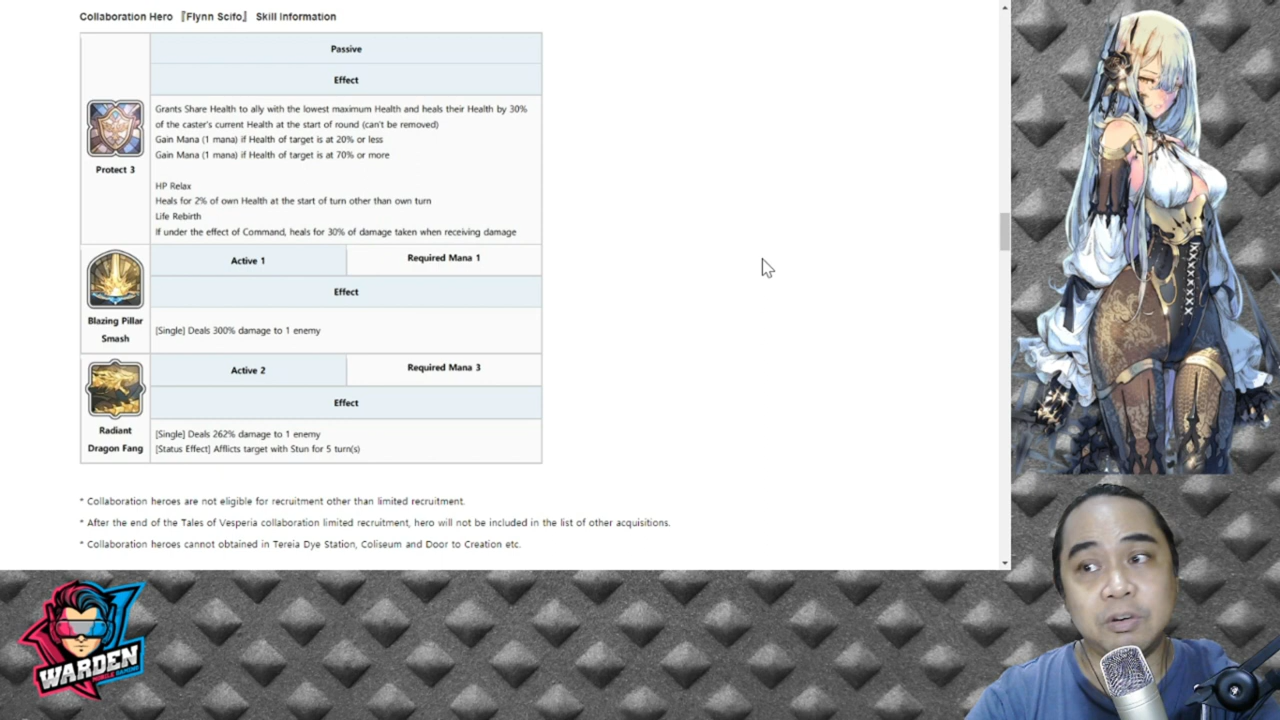 Collaboration Hero 『Flynn Scifo』 Skill Information
Passive
Effect
Grants Share Health to ally with the lowest maximum Health and heals their Health by 30%
of the caster's current Health at the start of round (can't be removed)
Gain Mana (1 mana) if Health of target is at 20% or less
Gain Mana (1 mana) if Health of target is at 70% or more
Protect 3
HP Relax
Heals for 2% of own Health at the start of turn other than own turn
Life Rebirth
If under the effect of Command, heals for 30% of damage taken when receiving damage
Active 1
Required Mana 1
Effect
Blazing Pillar
Smash
[Single] Deals 300% damage to 1 enemy
Active 2
Required Mana 3
Effect
Radiant
Dragon Fang
[Single] Deals 262% damage to 1 enemy
[Status Effect] Afflicts target with Stun for 5 turn(s)
* Collaboration heroes are not eligible for recruitment other than limited recruitment.
* After the end of the Tales of Vesperia collaboration limited recruitment, hero will not be included in the list of other acquisitions.
* Collaboration heroes cannot obtained in Tereia Dye Station, Coliseum and Door to Creation etc.
WARDEN
MOBILE GAMING